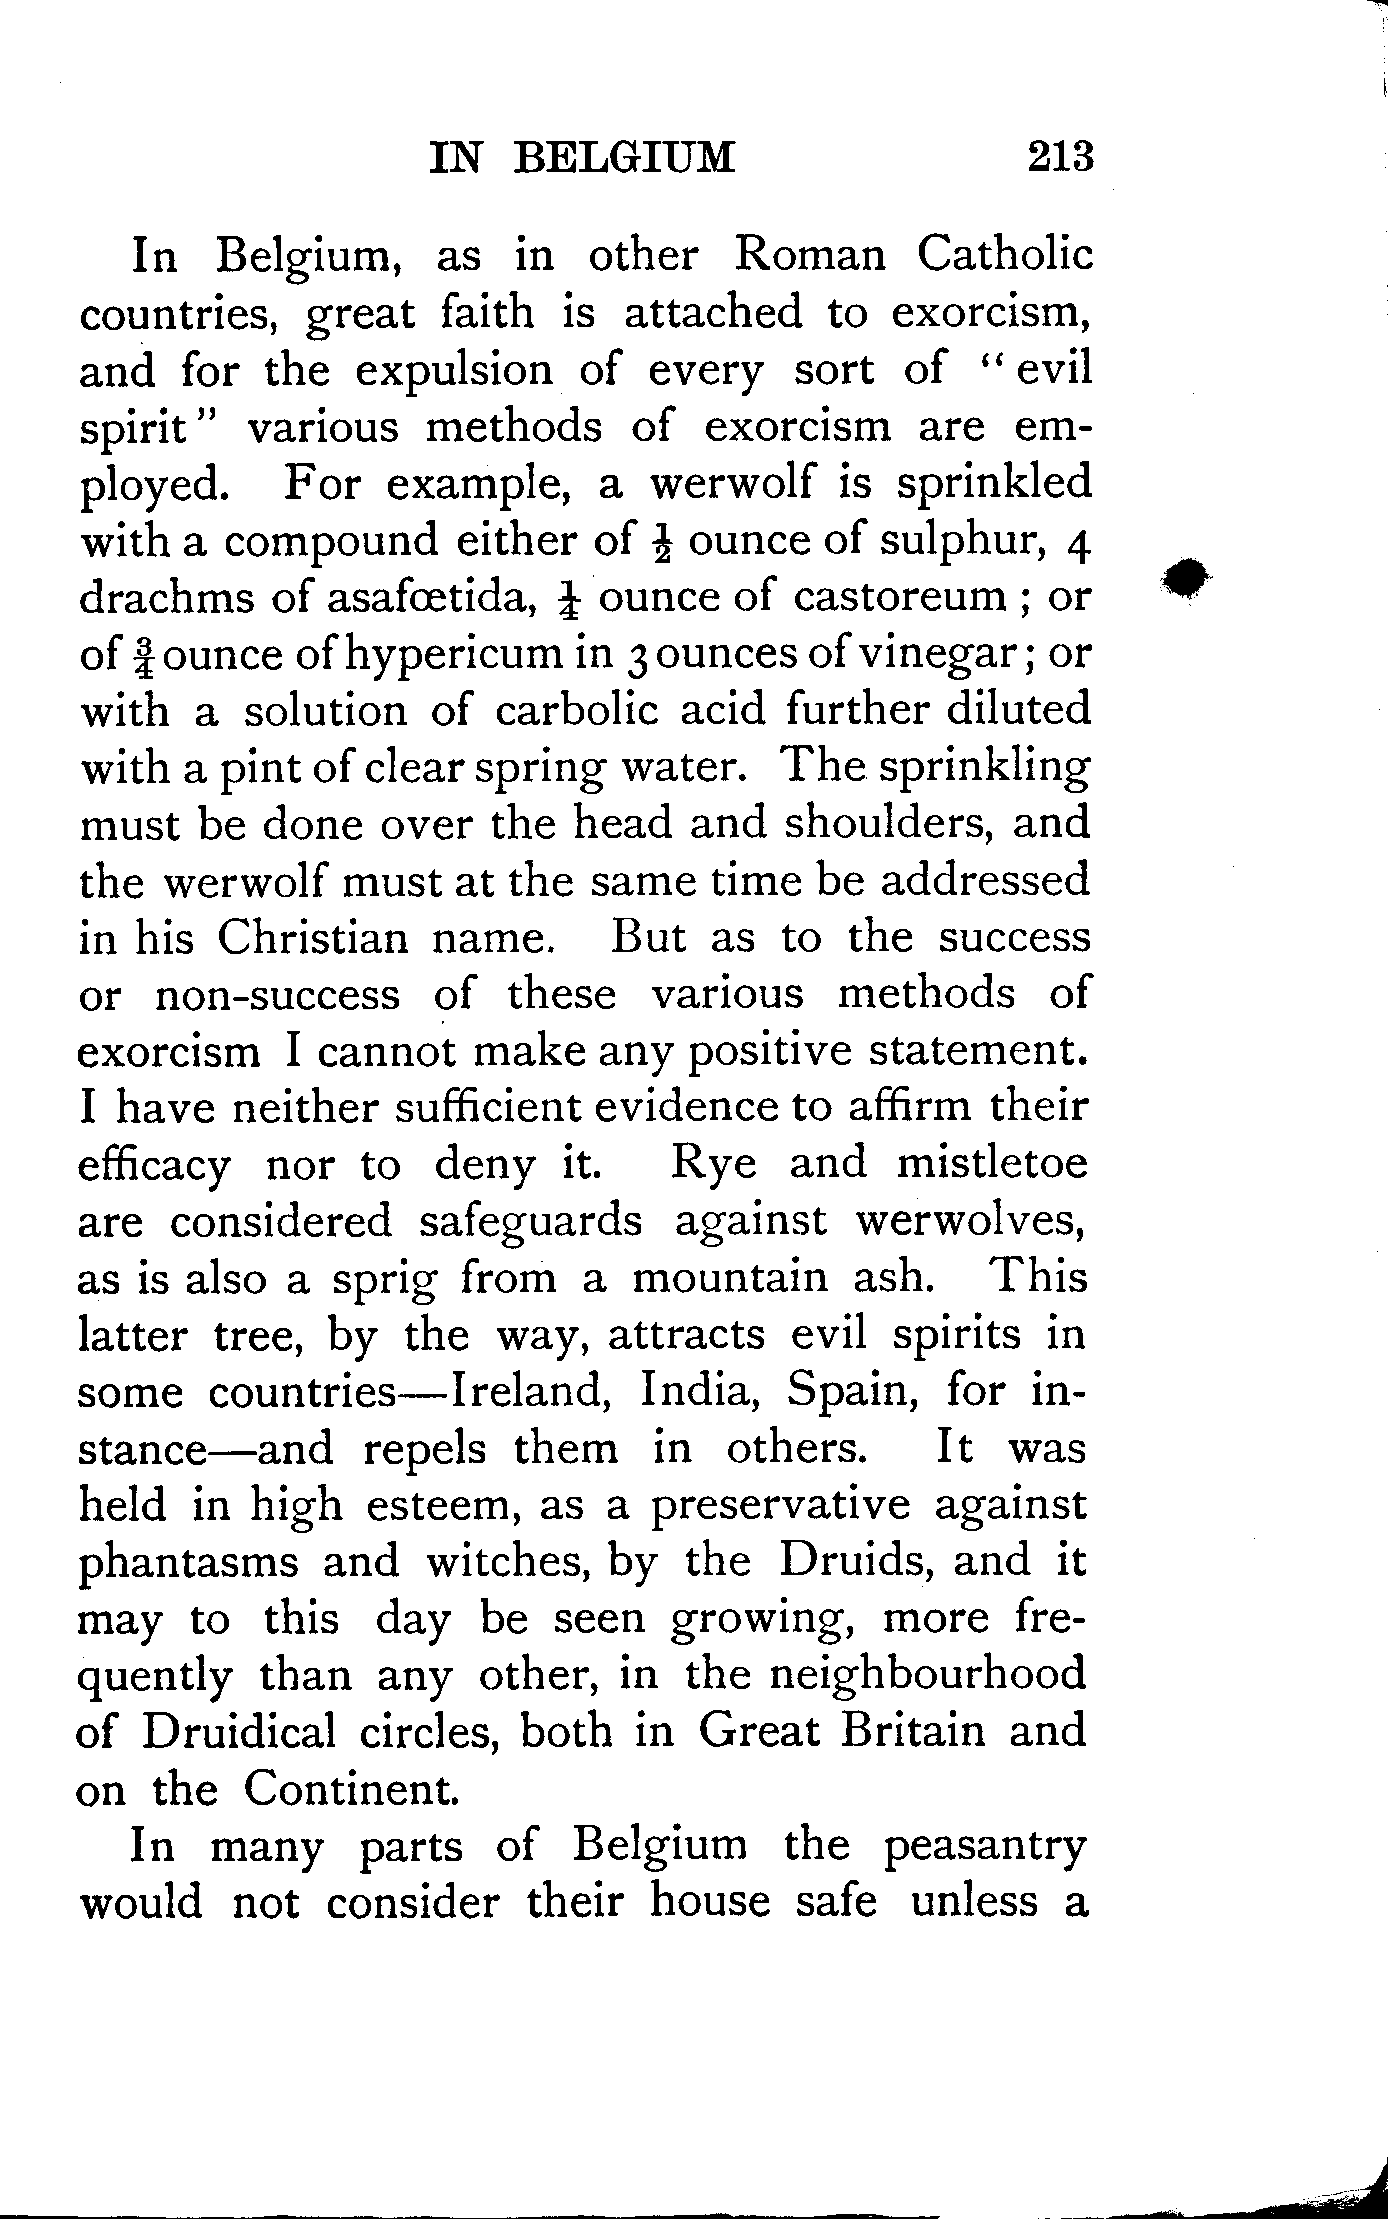 IN BELGIUM 213
In Belgium, as in other Roman Catholic
countries, great faith is attached to exorcism,
and for the expulsion of every sort of “ evil
spirit ” various methods of exorcism are em-
ployed. For example, a werwolf is sprinkled
with a compound either of ½ ounce of sulphur, 4
drachms of asafœtida, ¼ ounce of castoreum ; or
of ¾ ounce of hypericum in 3 ounces of vinegar ; or
with a solution of carbolic acid further diluted
with a pint of clear spring water. The sprinkling
must be done over the head and shoulders, and
the werwolf must at the same time be addressed
in his Christian name. But as to the success
or non-success of these various methods of
exorcism I cannot make any positive statement.
I have neither sufficient evidence to affirm their
efficacy nor to deny it. Rye and mistletoe
are considered safeguards against werwolves,
as is also a sprig from a mountain ash. This
latter tree, by the way, attracts evil spirits in
some countries—Ireland, India, Spain, for in-
stance—and repels them in others. It was
held in high esteem, as a preservative against
phantasms and witches, by the Druids, and it
may to this day be seen growing, more fre-
quently than any other, in the neighbourhood
of Druidical circles, both in Great Britain and
on the Continent.
In many parts of Belgium the peasantry
would not consider their house safe unless a